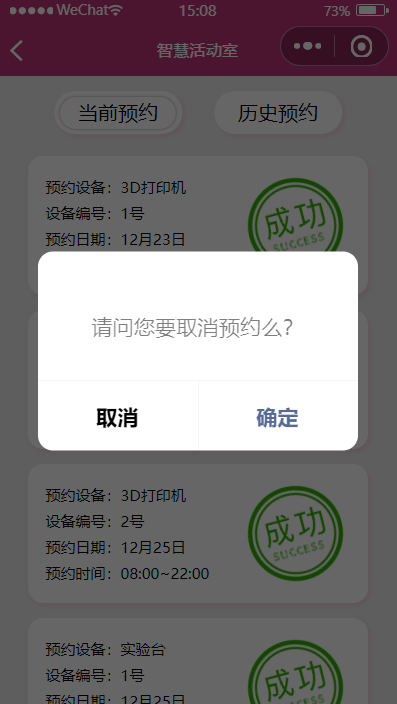 WeChat 15:08 73%
智慧活动室
当前预约 历史预约
预约设备：3D打印机
设备编号：1号
预约日期：12月23日
成功
SUCCESS
请问您要取消预约么？
取消 确定
预约设备：3D打印机
设备编号：2号
预约日期：12月25日
预约时间：08:00~22:00
成功
SUCCESS
预约设备：实验台
设备编号：1号
预约日期：12月25日
成功
SUCCESS